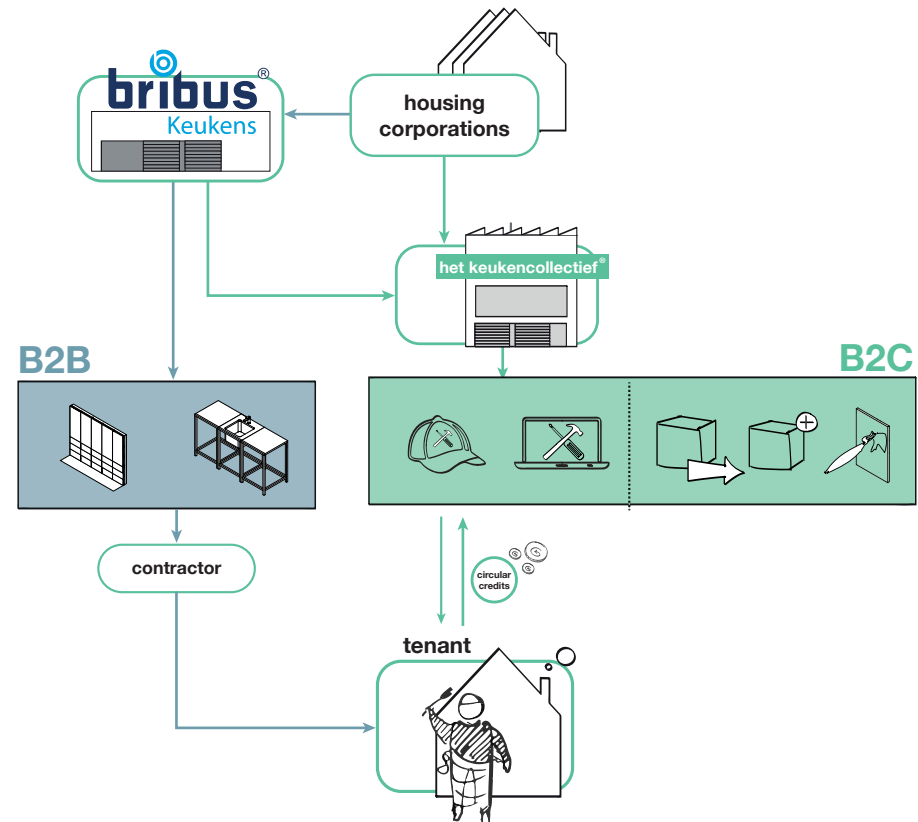 bribus®
Keukens
housing
corporations
het keukencollectief®
B2B
B2C
contractor
circular
credits
tenant